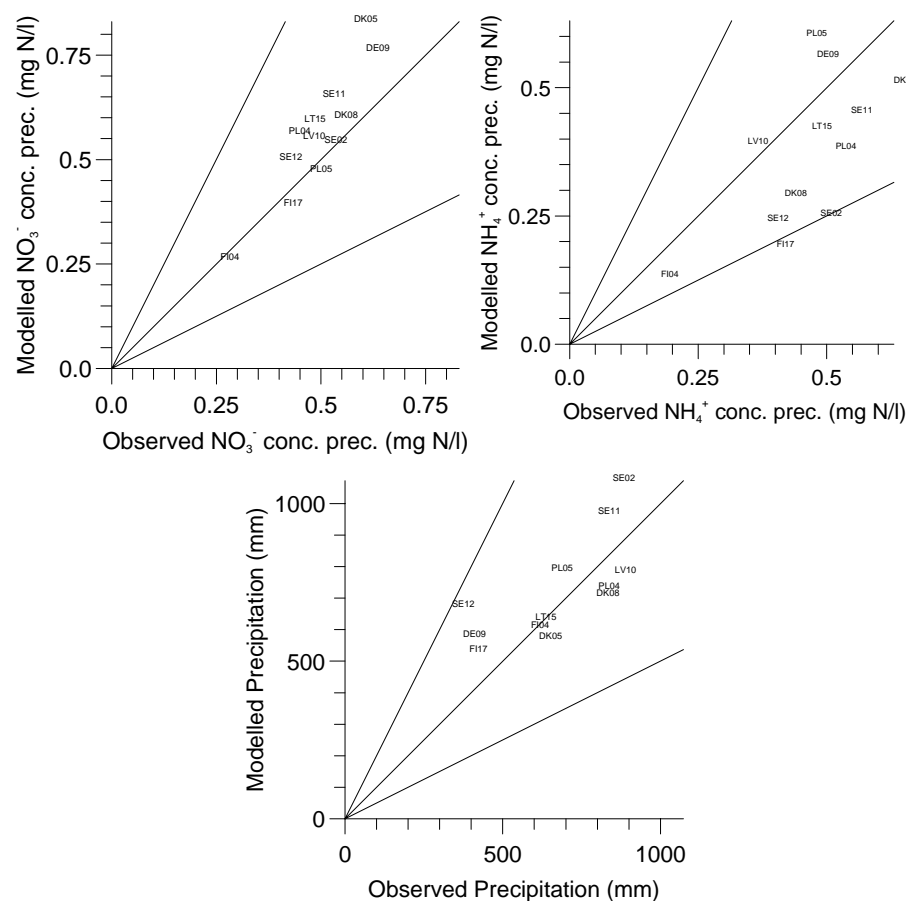 Modelled NO₃⁻ conc. prec. (mg N/l)
0.75
0.5
0.25
0.0
DK05
DE09
SE11
DK08
LT15
PL04
LV10
SE02
SE12
PL05
FI17
FI04
0.0 0.25 0.5 0.75
Observed NO₃⁻ conc. prec. (mg N/l)
Modelled NH₄⁺ conc. prec. (mg N/l)
0.5
0.25
0.0
PL05
DE09
DK
SE11
LT15
LV10
PL04
DK08
SE02
SE12
FI17
FI04
0.0 0.25 0.5
Observed NH₄⁺ conc. prec. (mg N/l)
Modelled Precipitation (mm)
1000
500
0
SE02
SE11
PL05
LV10
PL04
DK08
SE12
LT15
FI04
DE09
DK05
FI17
0 500 1000
Observed Precipitation (mm)